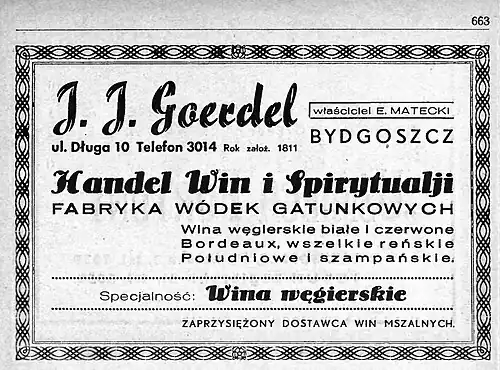 663
J. J. Goerdel
właściciel E. MATECKI
ul. Długa 10 Telefon 3014 Rok założ. 1811
BYDGOSZCZ
Handel Win i Spirytualji
FABRYKA WÓDEK GATUNKOWYCH
Wina węgierskie białe i czerwone
Bordeaux, wszelkie reńskie
Południowe i szampańskie.
Specjalność: Wina węgierskie
ZAPRZYSIĘŻONY DOSTAWCA WIN MSZALNYCH.